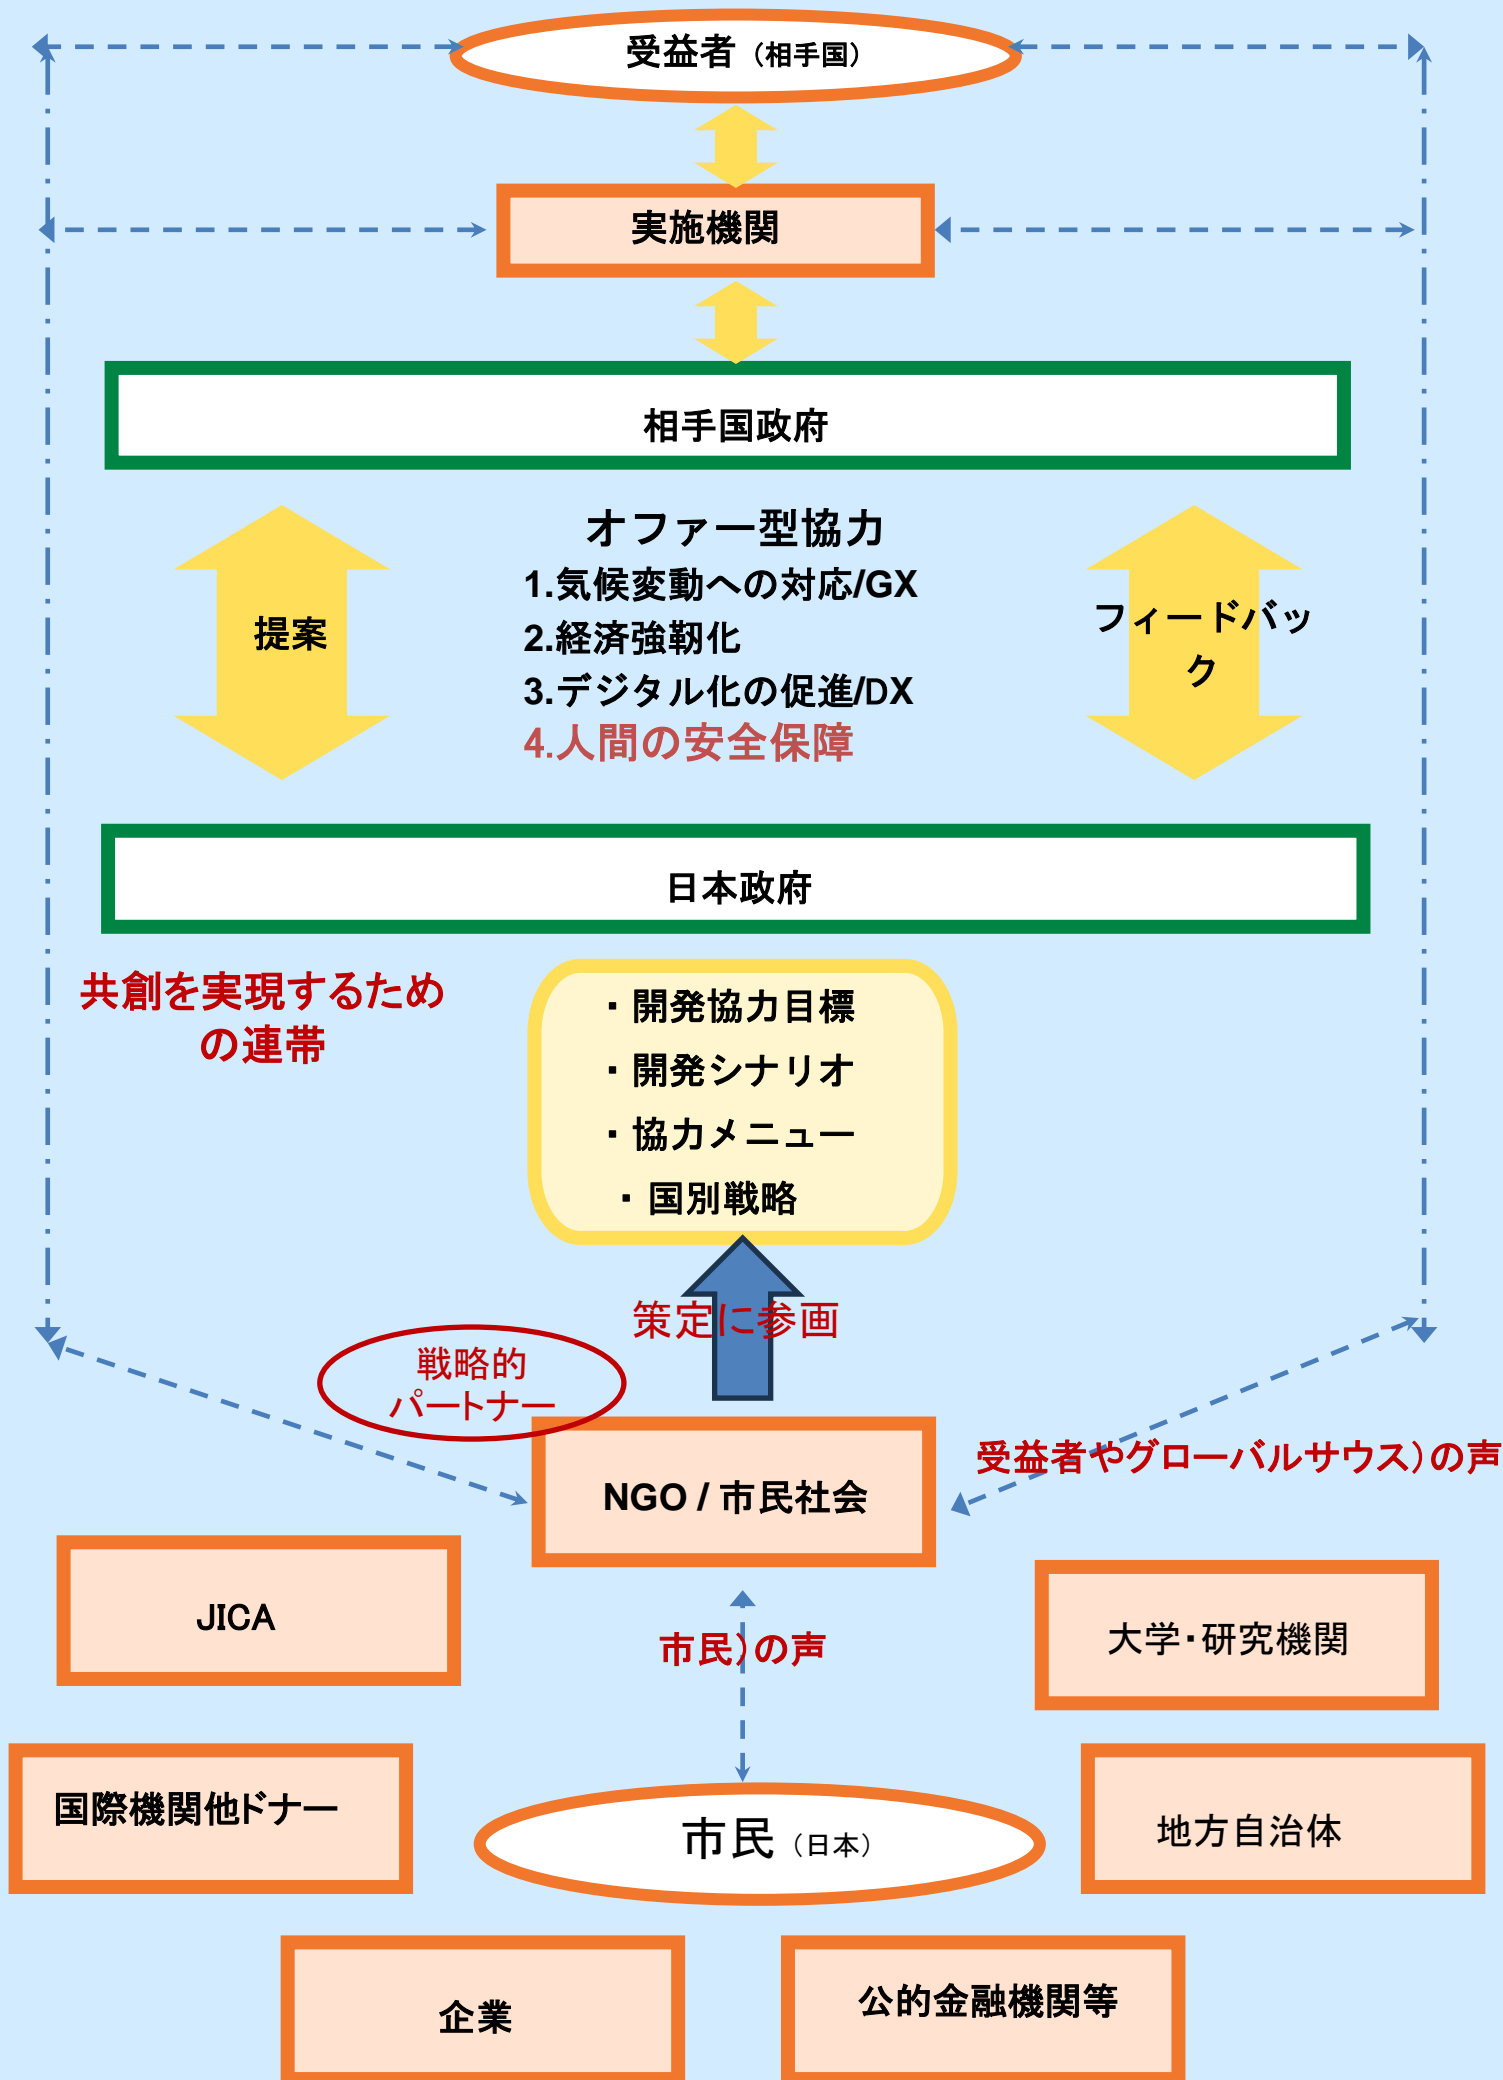 受益者（相手国）
実施機関
相手国政府
オファー型協力
1.気候変動への対応/GX
2.経済強靭化
3.デジタル化の促進/DX
4.人間の安全保障
提案
フィードバッ
ク
日本政府
共創を実現するため
の連帯
・開発協力目標
・開発シナリオ
・協力メニュー
・国別戦略
策定に参画
戦略的
パートナー
NGO / 市民社会
受益者やグローバルサウス）の声
JICA
市民）の声
大学・研究機関
国際機関他ドナー
市民（日本）
地方自治体
企業
公的金融機関等